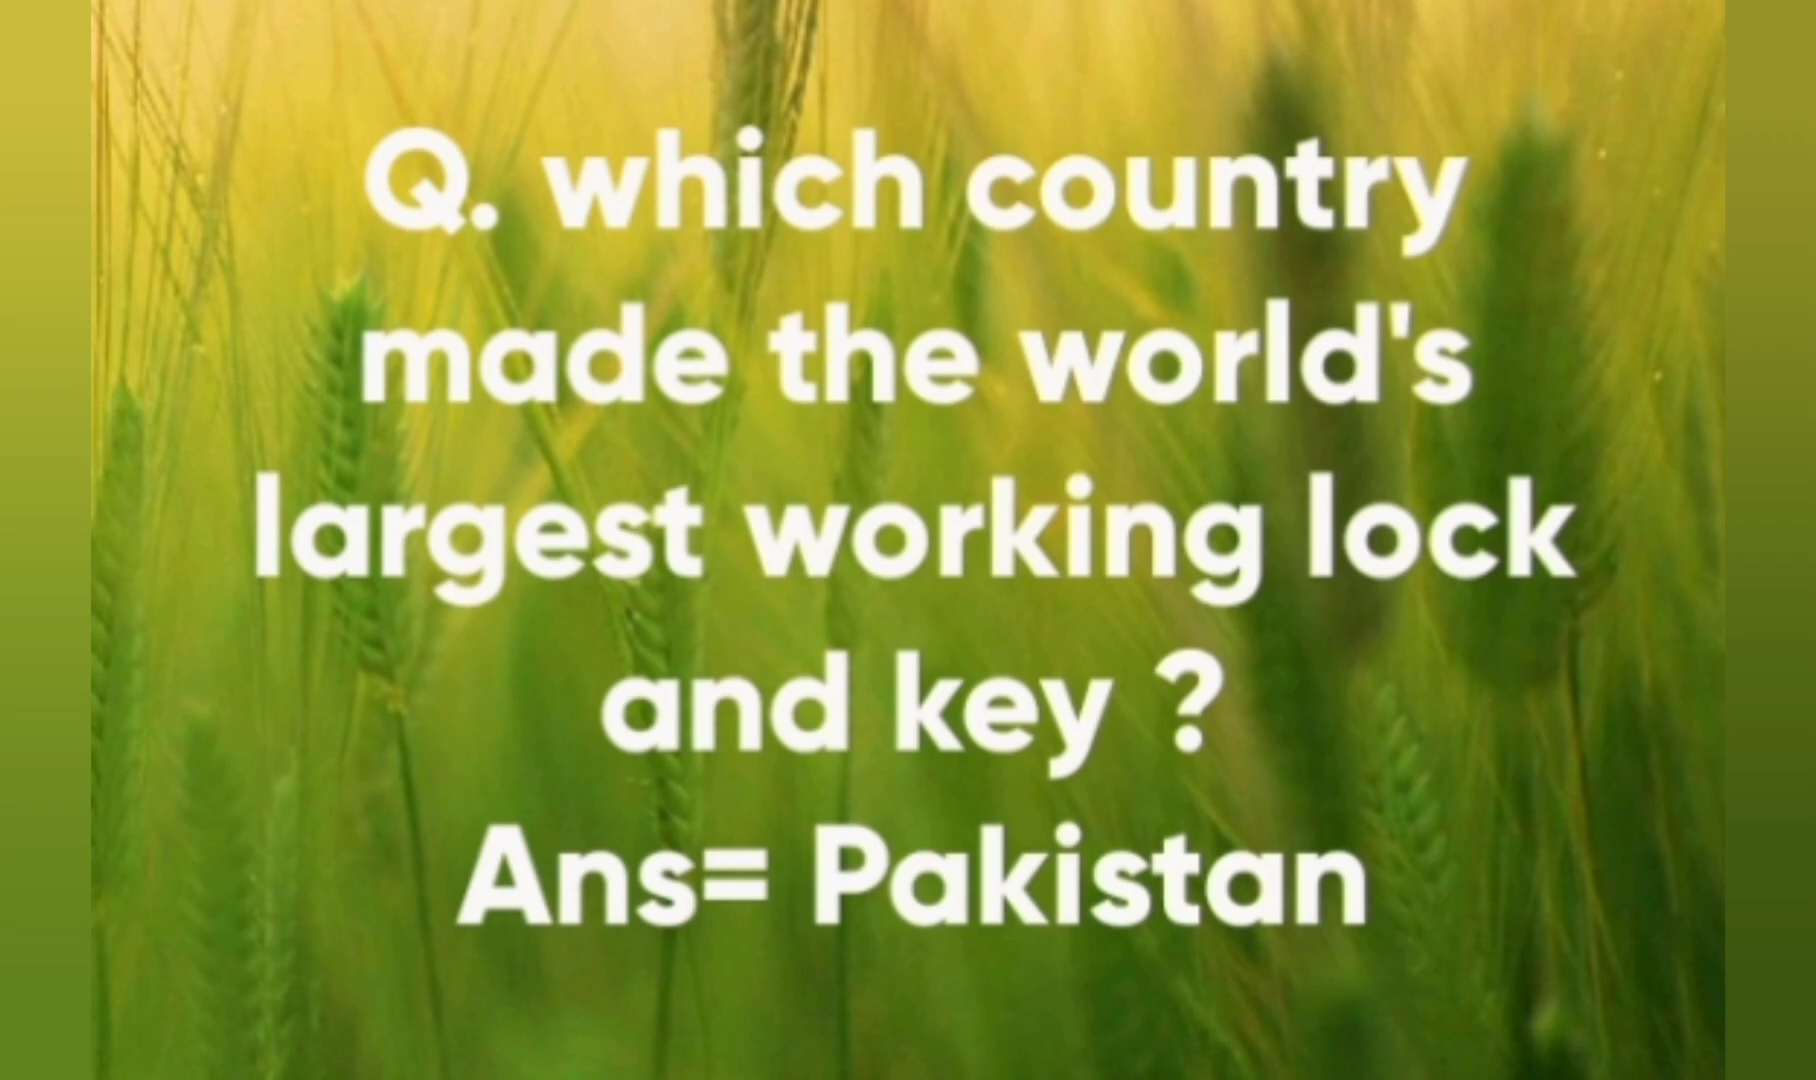 Q. which country
made the world's
largest working lock
and key ?
Ans= Pakistan